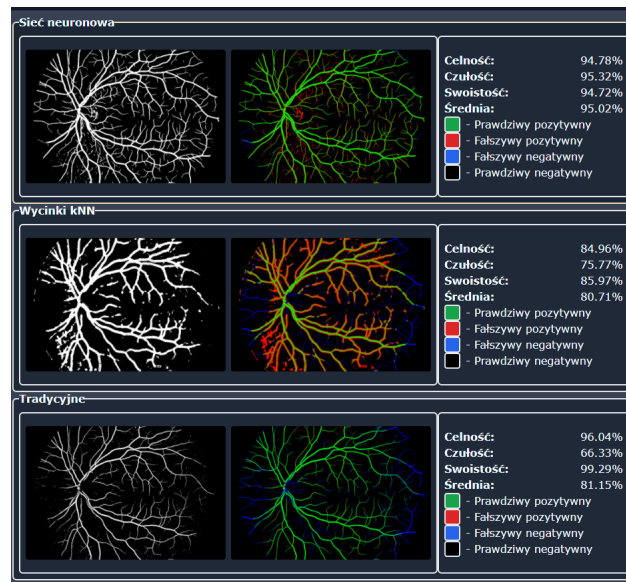 Sieć neuronowa
Celność: 94.78%
Czułość: 95.32%
Swoistość: 94.72%
Średnia: 95.02%
- Prawdziwy pozytywny
- Fałszywy pozytywny
- Fałszywy negatywny
- Prawdziwy negatywny
Wycinki kNN
Celność: 84.96%
Czułość: 75.77%
Swoistość: 85.97%
Średnia: 80.71%
- Prawdziwy pozytywny
- Fałszywy pozytywny
- Fałszywy negatywny
- Prawdziwy negatywny
Tradycyjne
Celność: 96.04%
Czułość: 66.33%
Swoistość: 99.29%
Średnia: 81.15%
- Prawdziwy pozytywny
- Fałszywy pozytywny
- Fałszywy negatywny
- Prawdziwy negatywny